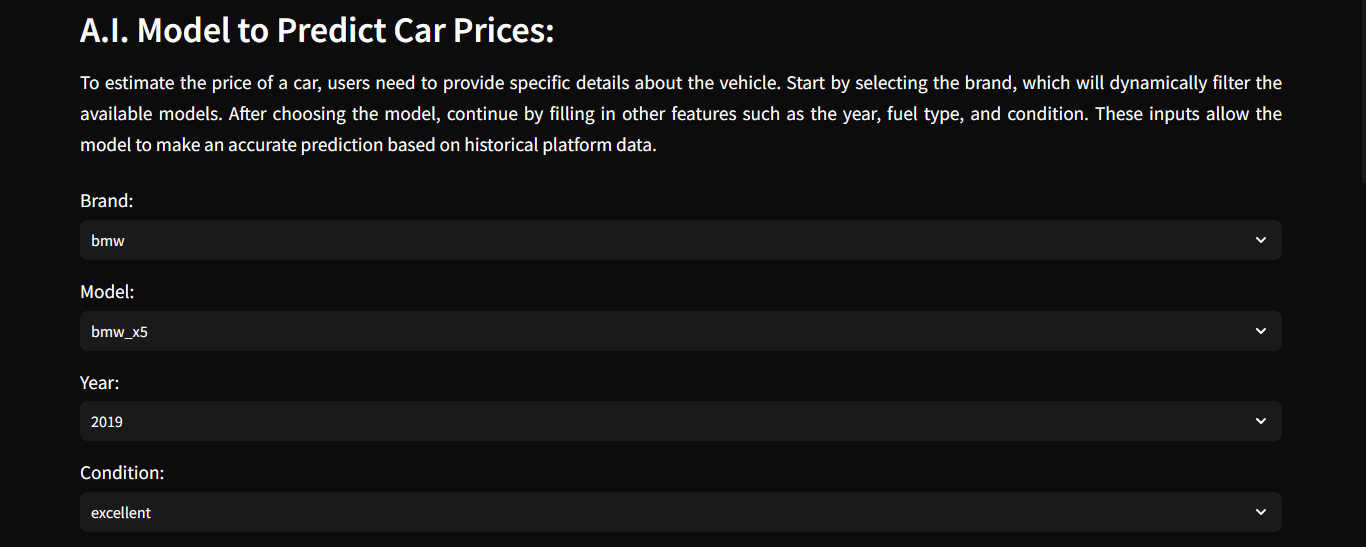 A.I. Model to Predict Car Prices:
To estimate the price of a car, users need to provide specific details about the vehicle. Start by selecting the brand, which will dynamically filter the
available models. After choosing the model, continue by filling in other features such as the year, fuel type, and condition. These inputs allow the
model to make an accurate prediction based on historical platform data.
Brand:
bmw
Model:
bmw_x5
Year:
2019
Condition:
excellent